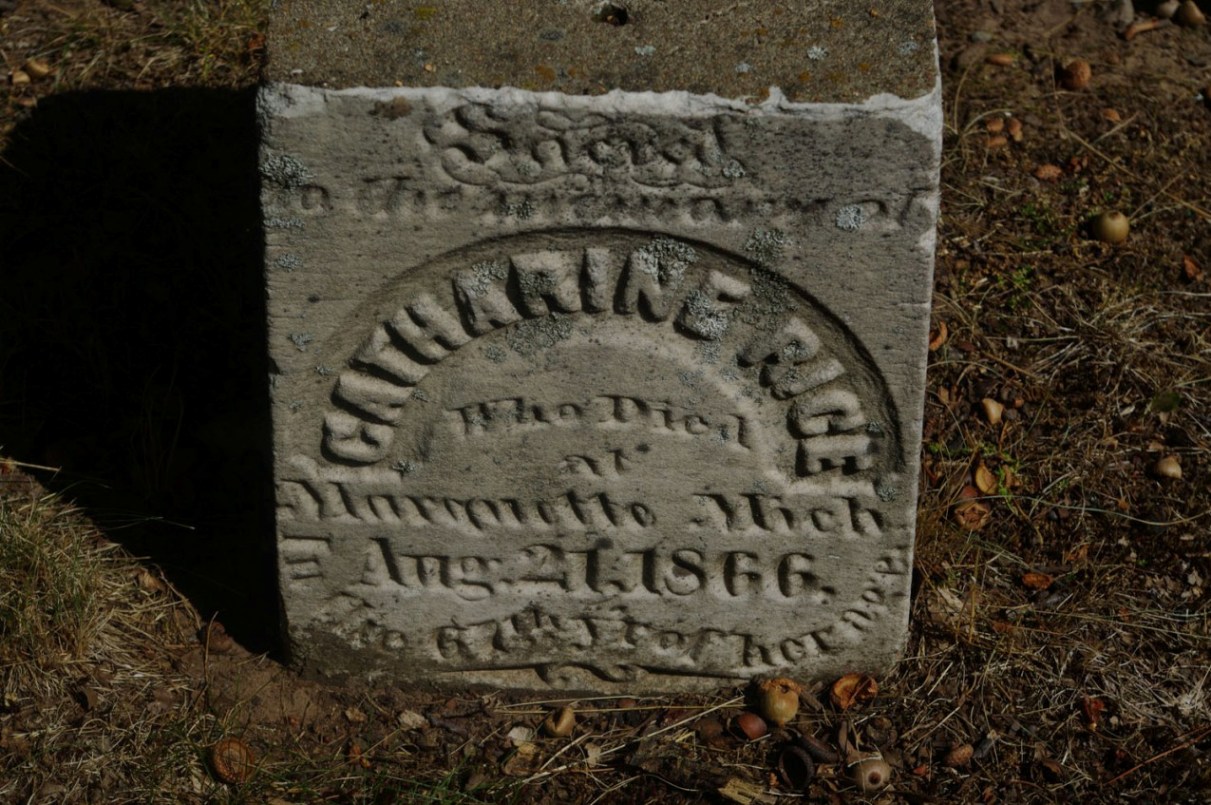 Sacred
to the memory of
CATHARINE RICE
Who Died
at
Marquette Mich
Aug. 21, 1866,
the 67th yr of her age